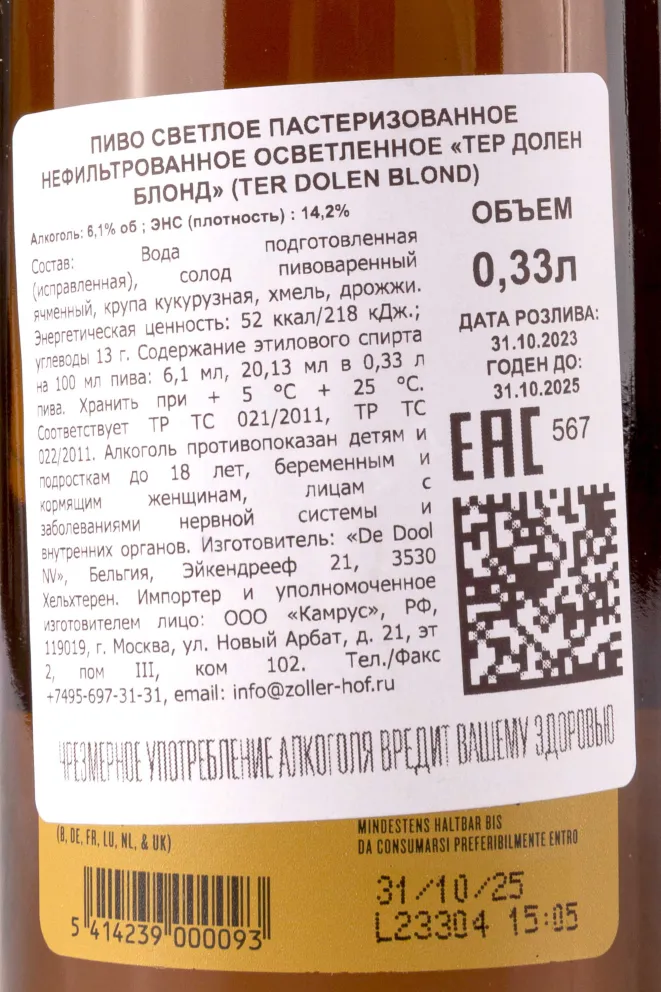 ПИВО СВЕТЛОЕ ПАСТЕРИЗОВАННОЕ
НЕФИЛЬТРОВАННОЕ ОСВЕТЛЕННОЕ «ТЕР ДОЛЕН
БЛОНД» (TER DOLEN BLOND)
Алкоголь: 6,1% об ; ЭНС (плотность) : 14,2%
Состав: Вода подготовленная
(исправленная), солод пивоваренный
ячменный, крупа кукурузная, хмель, дрожжи.
Энергетическая ценность: 52 ккал/218 кДж.;
углеводы 13 г. Содержание этилового спирта
на 100 мл пива: 6,1 мл, 20,13 мл в 0,33 л
пива. Хранить при + 5 °С + 25 °С.
Соответствует ТР ТС 021/2011, ТР ТС
022/2011. Алкоголь противопоказан детям и
подросткам до 18 лет, беременным и
кормящим женщинам, лицам с
заболеваниями нервной системы и
внутренних органов. Изготовитель: «De Dool
NV», Бельгия, Эйкендрееф 21, 3530
Хельхтерен. Импортер и уполномоченное
изготовителем лицо: ООО «Камрус», РФ,
119019, г. Москва, ул. Новый Арбат, д. 21, эт
2, пом III, ком 102. Тел./Факс
+7495-697-31-31, email: info@zoller-hof.ru
ОБЪЕМ
0,33л
ДАТА РОЗЛИВА:
31.10.2023
ГОДЕН ДО:
31.10.2025
EAC 567
ЧРЕЗМЕРНОЕ УПОТРЕБЛЕНИЕ АЛКОГОЛЯ ВРЕДИТ ВАШЕМУ ЗДОРОВЬЮ
(B, DE, FR, LU, NL, & UK)
MINDESTENS HALTBAR BIS
DA CONSUMARSI PREFERIBILMENTE ENTRO
31/10/25
L23304 15:05
5 414239 000093